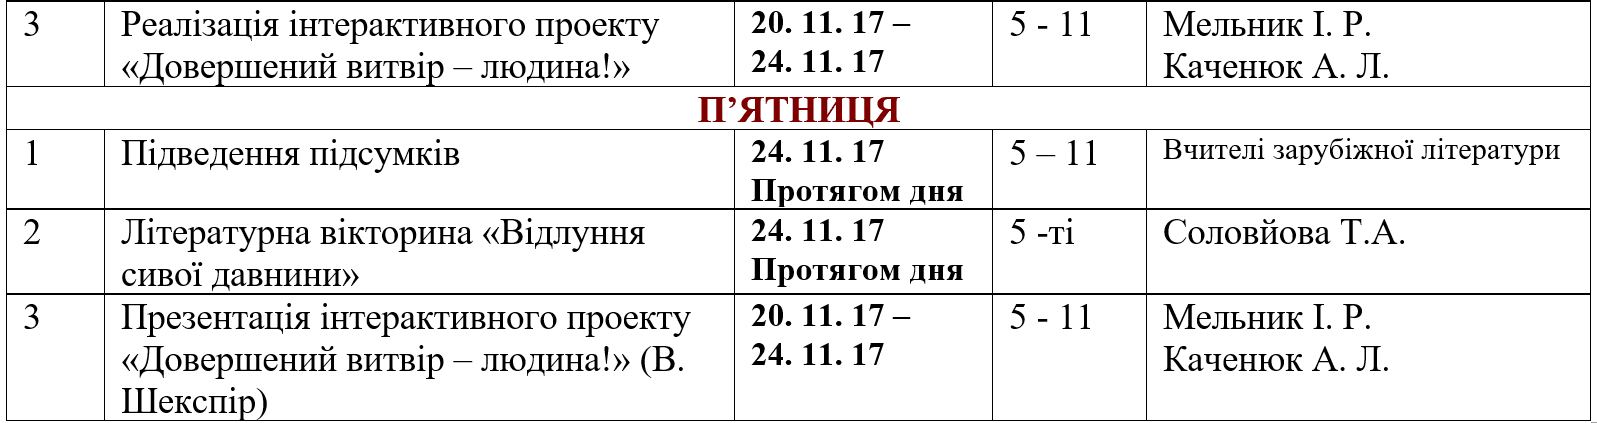 3 Реалізація інтерактивного проекту 20. 11. 17 – 5 - 11 Мельник І. Р.
«Довершений витвір – людина!» 24. 11. 17 Каченюк А. Л.
П’ЯТНИЦЯ
1 Підведення підсумків 24. 11. 17 5 – 11 Вчителі зарубіжної літератури
Протягом дня
2 Літературна вікторина «Відлуння 24. 11. 17 5 -ті Соловйова Т.А.
сивої давнини» Протягом дня
3 Презентація інтерактивного проекту 20. 11. 17 – 5 - 11 Мельник І. Р.
«Довершений витвір – людина!» (В. 24. 11. 17 Каченюк А. Л.
Шекспір)